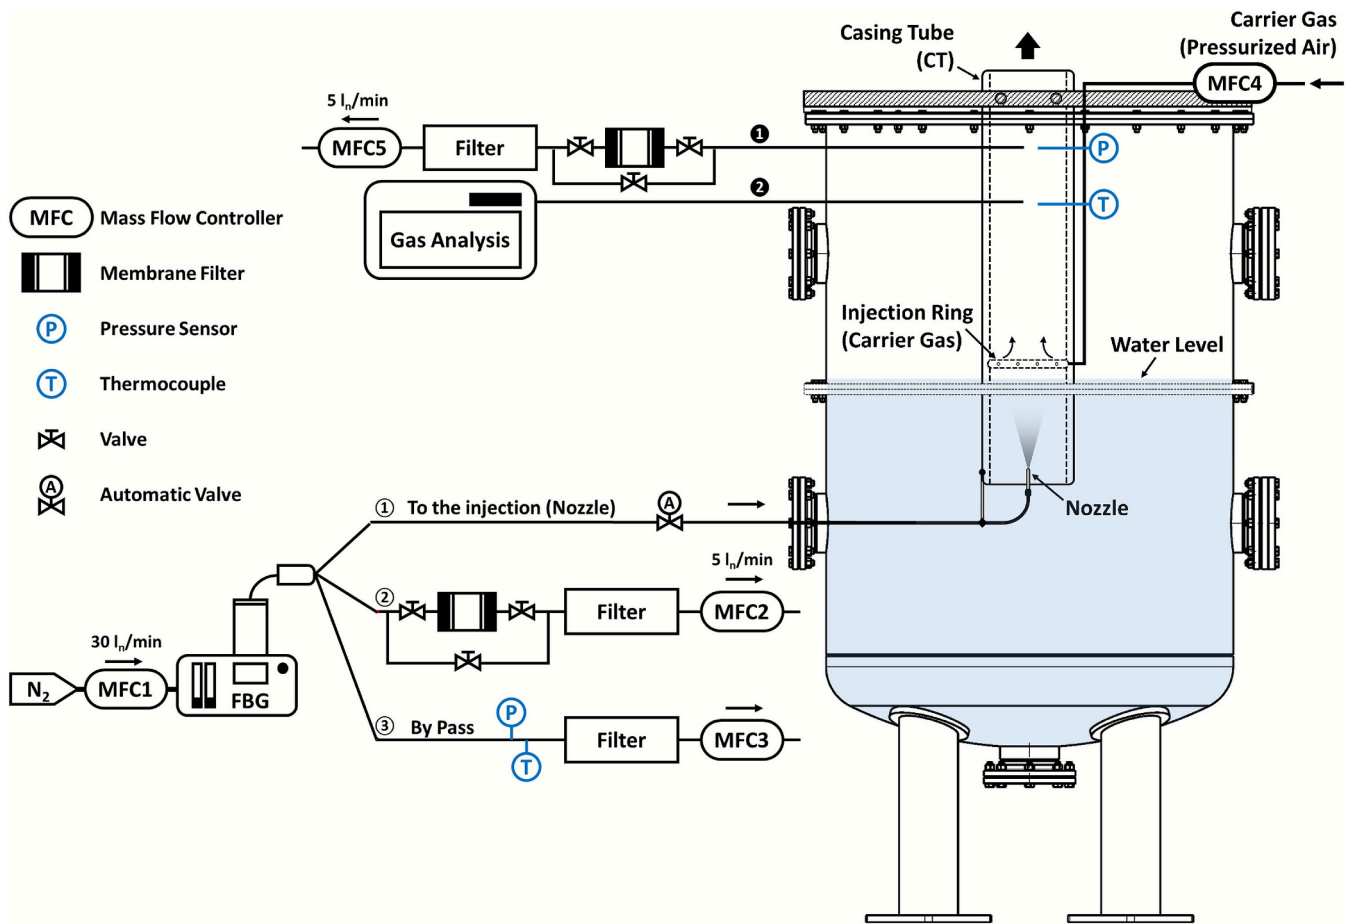 Carrier Gas
(Pressurized Air)
MFC4
Casing Tube
(CT)
5 lₙ/min
MFC5
Filter
❶
P
❷
T
Gas Analysis
MFC
Mass Flow Controller
Membrane Filter
P
Pressure Sensor
T
Thermocouple
Valve
A
Automatic Valve
Injection Ring
(Carrier Gas)
Water Level
Nozzle
① To the injection (Nozzle)
A
5 lₙ/min
②
Filter
MFC2
30 lₙ/min
N₂
MFC1
FBG
③ By Pass
P
T
Filter
MFC3